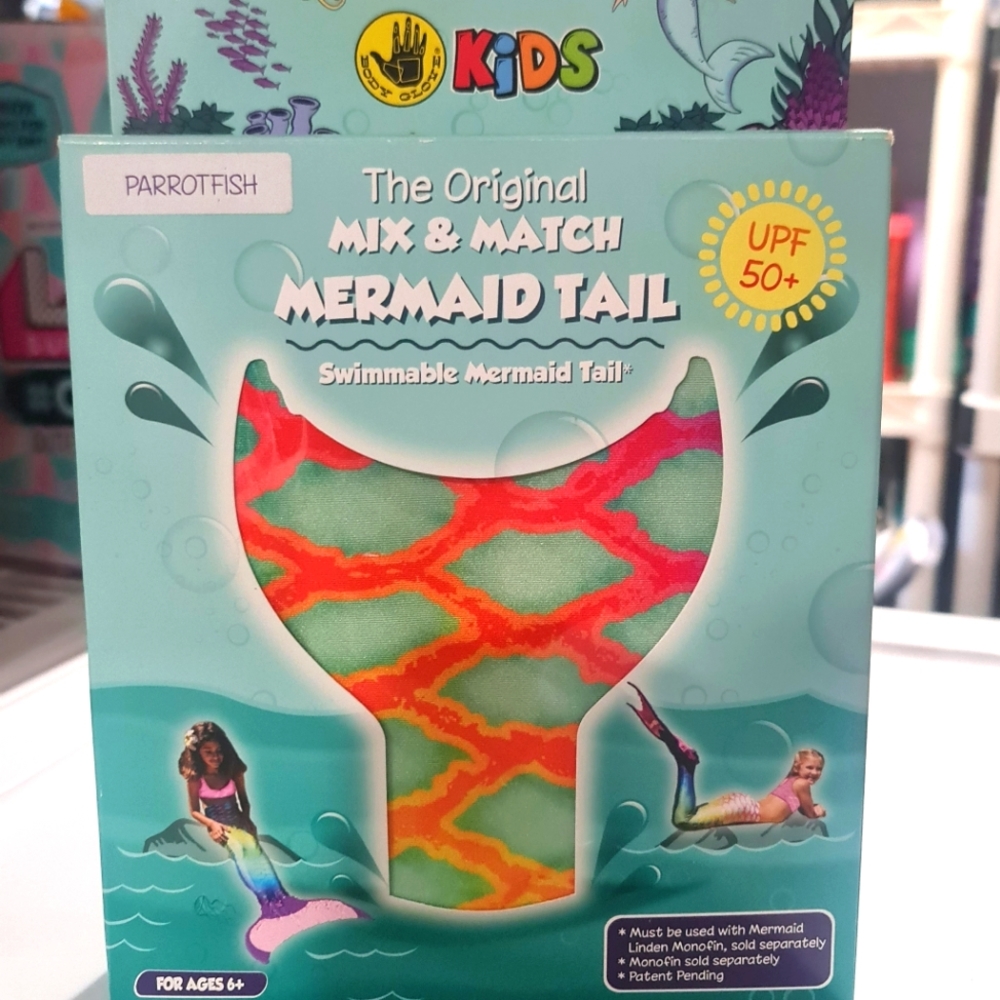 BODY GLOVE
KiDS
PARROTFISH
The Original
MIX & MATCH
MERMAID TAIL
Swimmable Mermaid Tail*
UPF
50+
* Must be used with Mermaid
Linden Monofin, sold separately
* Monofin sold separately
* Patent Pending
FOR AGES 6+